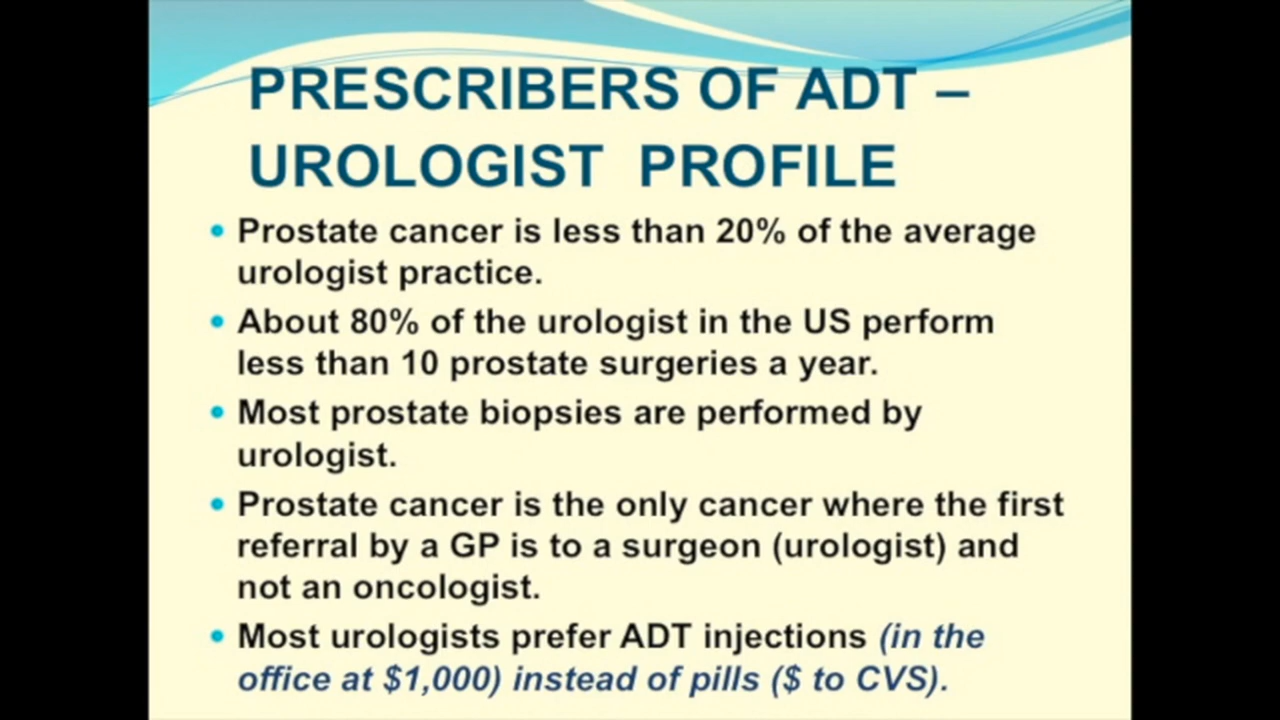 PRESCRIBERS OF ADT –
UROLOGIST PROFILE
• Prostate cancer is less than 20% of the average
urologist practice.
• About 80% of the urologist in the US perform
less than 10 prostate surgeries a year.
• Most prostate biopsies are performed by
urologist.
• Prostate cancer is the only cancer where the first
referral by a GP is to a surgeon (urologist) and
not an oncologist.
• Most urologists prefer ADT injections (in the
office at $1,000) instead of pills ($ to CVS).